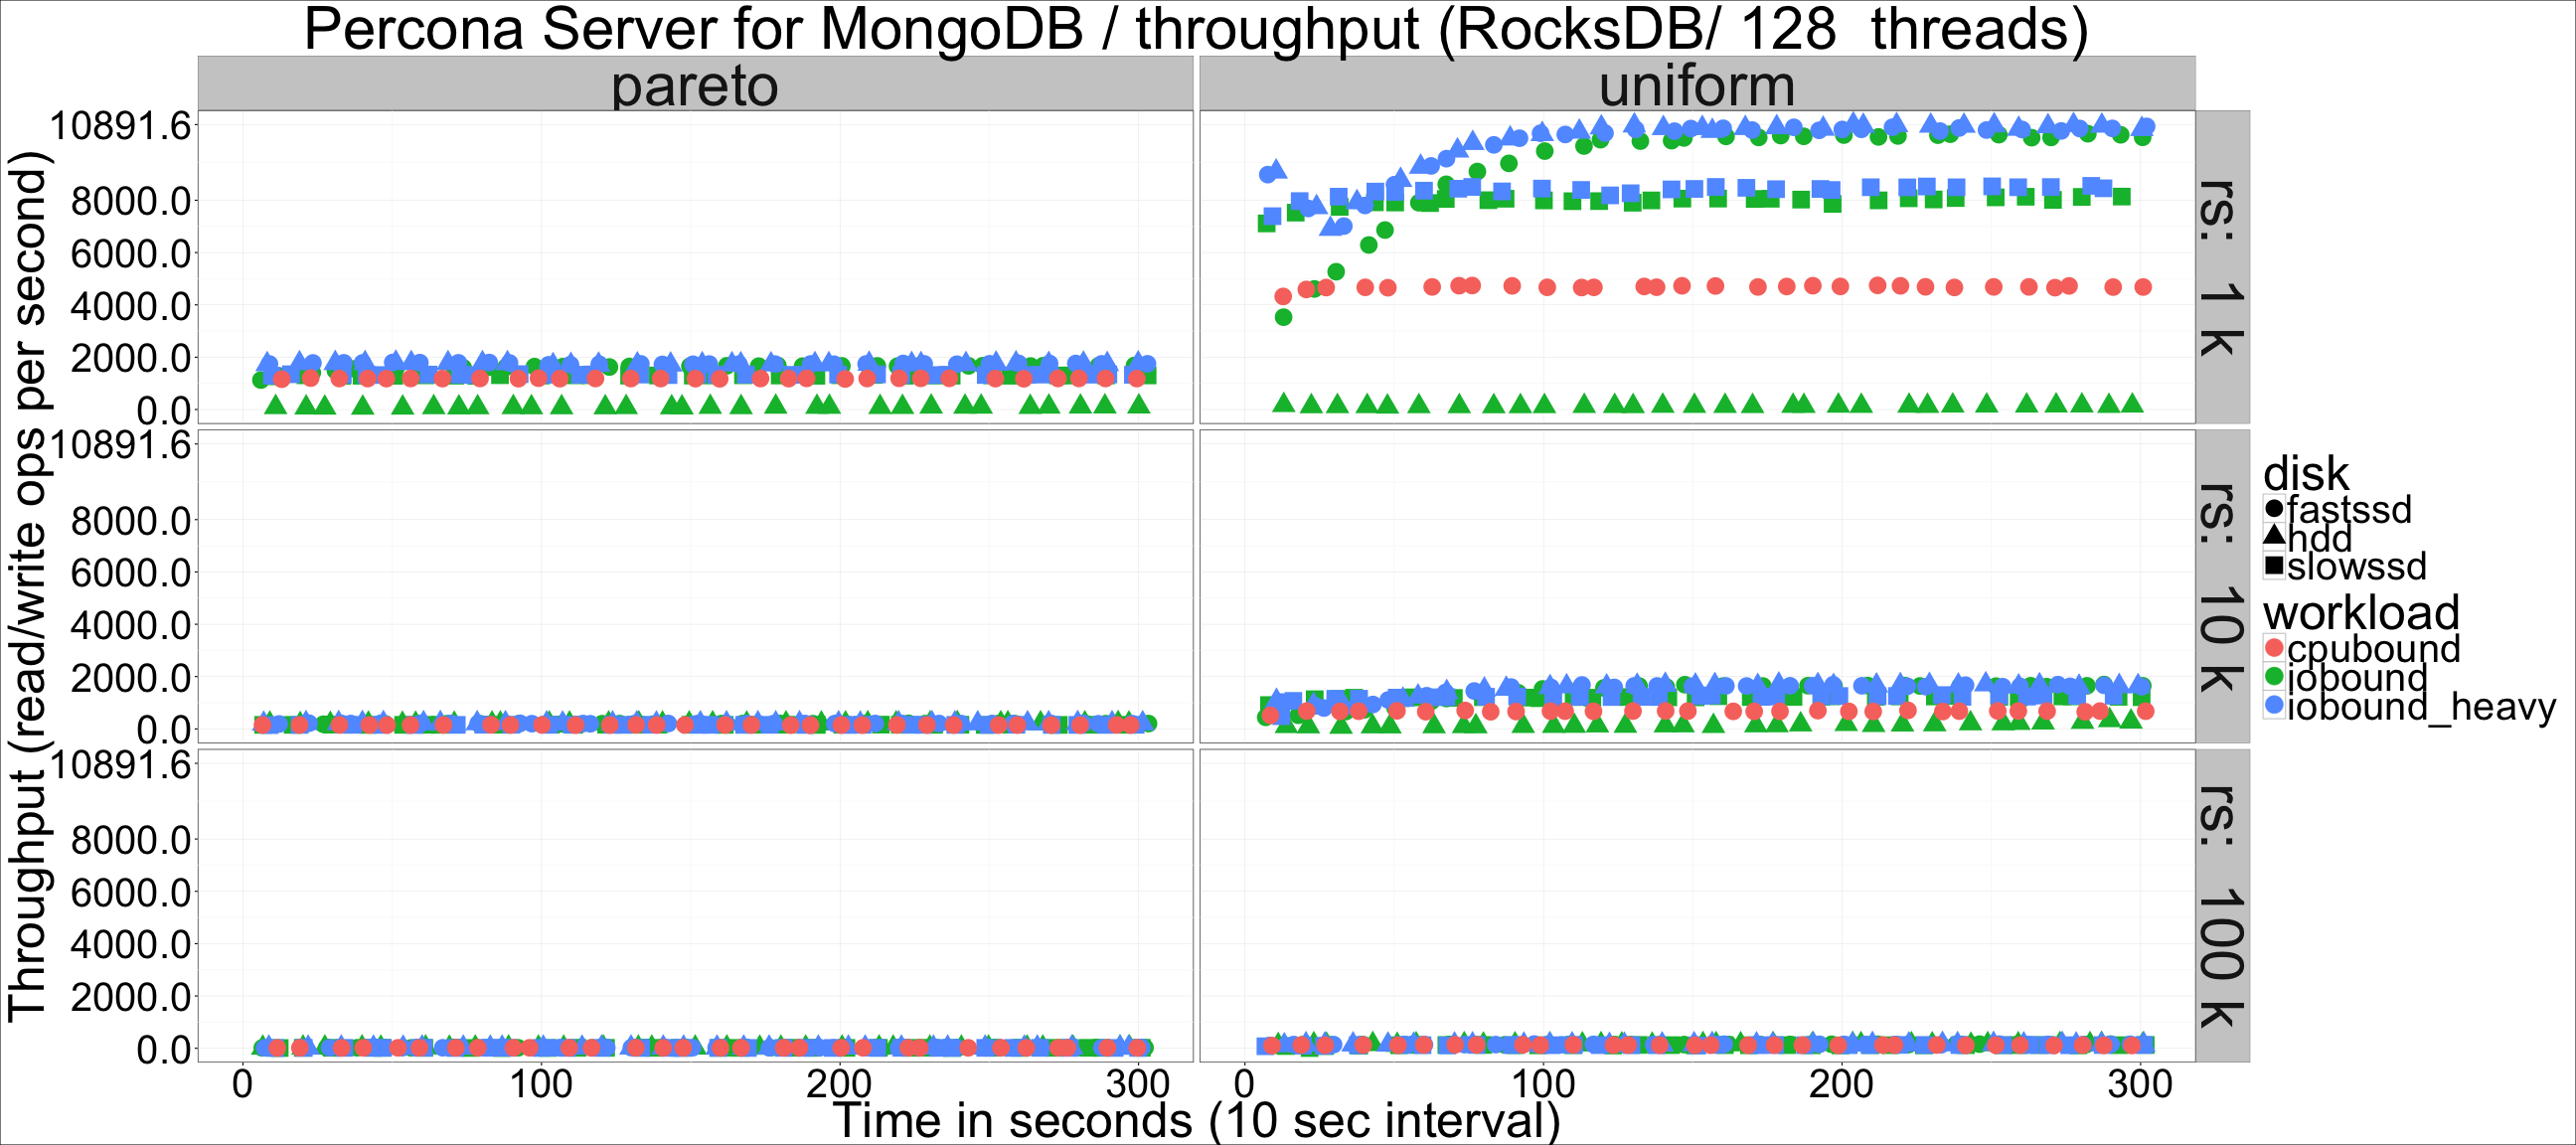 Percona Server for MongoDB / throughput (RocksDB/ 128  threads)
pareto
uniform
Throughput (read/write ops per second)
10891.6
8000.0
6000.0
4000.0
2000.0
0.0
rs:  1 k
10891.6
8000.0
6000.0
4000.0
2000.0
0.0
rs:  10 k
10891.6
8000.0
6000.0
4000.0
2000.0
0.0
rs:  100 k
0
100
200
300
0
100
200
300
Time in seconds (10 sec interval)
disk
fastssd
hdd
slowssd
workload
cpubound
iobound
iobound_heavy